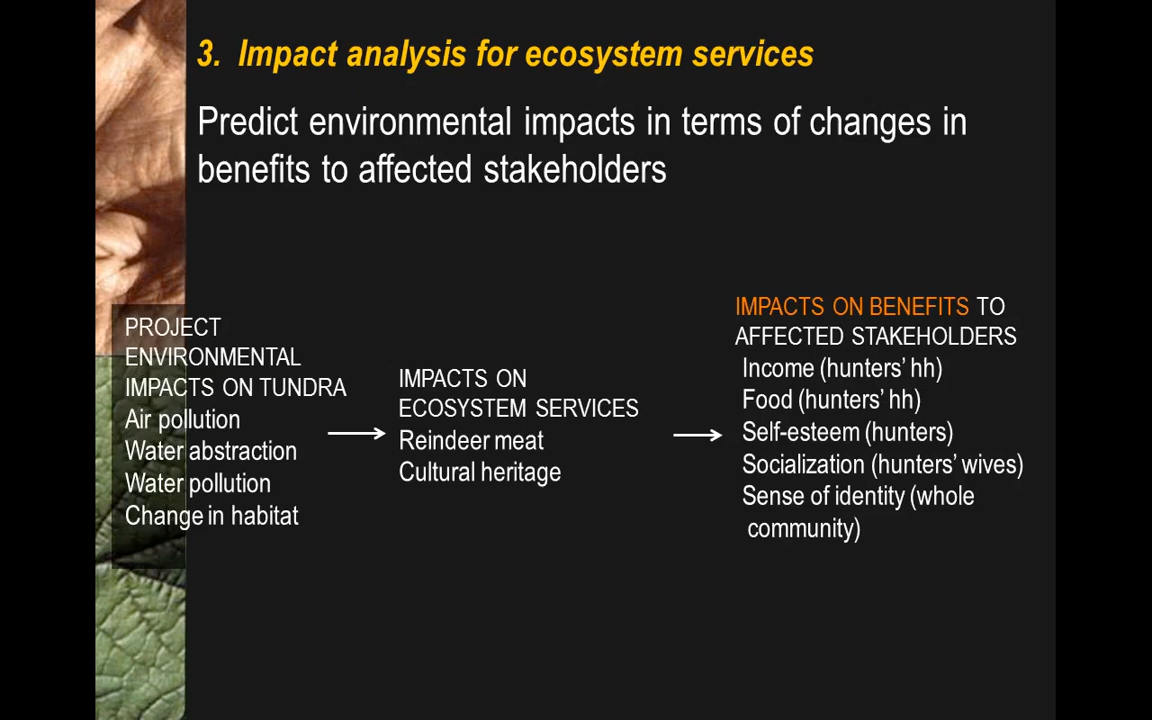 3. Impact analysis for ecosystem services
Predict environmental impacts in terms of changes in
benefits to affected stakeholders
PROJECT
ENVIRONMENTAL
IMPACTS ON TUNDRA
Air pollution
Water abstraction
Water pollution
Change in habitat
IMPACTS ON
ECOSYSTEM SERVICES
Reindeer meat
Cultural heritage
IMPACTS ON BENEFITS TO
AFFECTED STAKEHOLDERS
Income (hunters’ hh)
Food (hunters’ hh)
Self-esteem (hunters)
Socialization (hunters’ wives)
Sense of identity (whole
community)